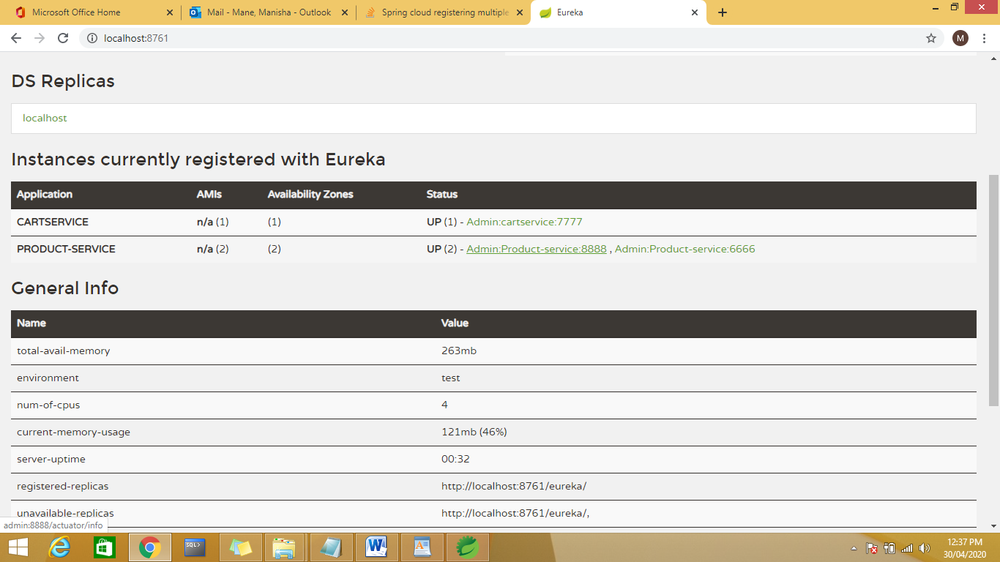 Microsoft Office Home
Mail - Mane, Manisha - Outlook
Spring cloud registering multiple
Eureka
localhost:8761
M
DS Replicas
localhost
Instances currently registered with Eureka
Application AMIs Availability Zones Status
CARTSERVICE n/a (1) (1) UP (1) - Admin:cartservice:7777
PRODUCT-SERVICE n/a (2) (2) UP (2) - Admin:Product-service:8888 , Admin:Product-service:6666
General Info
Name Value
total-avail-memory 263mb
environment test
num-of-cpus 4
current-memory-usage 121mb (46%)
server-uptime 00:32
registered-replicas http://localhost:8761/eureka/
unavailable-replicas http://localhost:8761/eureka/,
admin:8888/actuator/info
SQL>
12:37 PM
30/04/2020